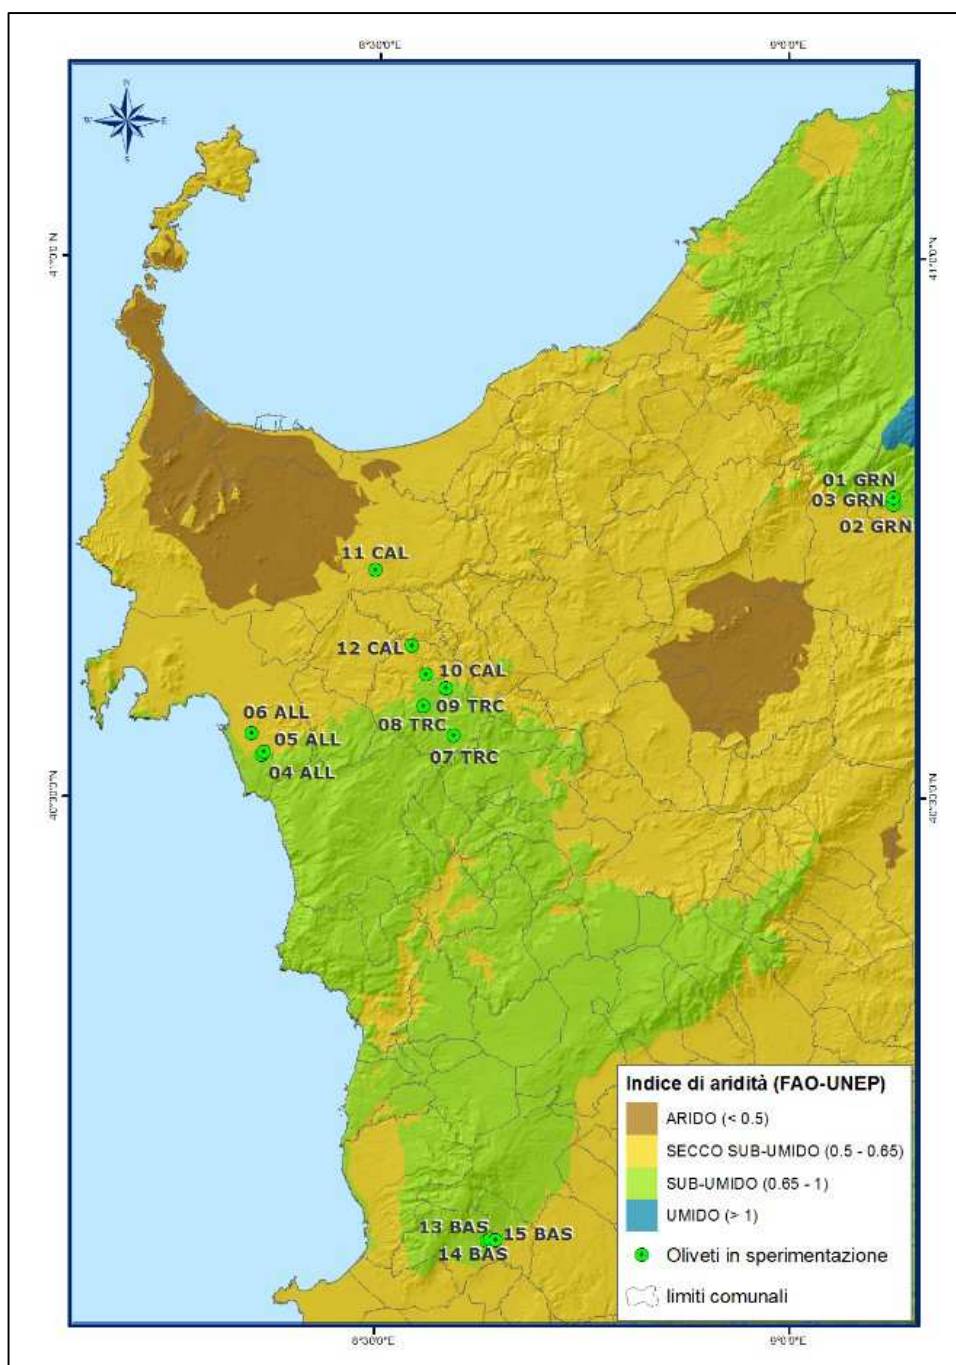 8°30'0"E 9°0'0"E
N
W E
S
41°0'0"N 41°0'0"N
01 GRN
03 GRN
02 GRN
11 CAL
12 CAL
10 CAL
09 TRC
06 ALL
08 TRC
05 ALL
07 TRC
04 ALL
40°30'0"N 40°30'0"N
Indice di aridità (FAO-UNEP)
ARIDO (< 0.5)
SECCO SUB-UMIDO (0.5 - 0.65)
SUB-UMIDO (0.65 - 1)
UMIDO (> 1)
13 BAS 15 BAS
14 BAS
Oliveti in sperimentazione
limiti comunali
8°30'0"E 9°0'0"E